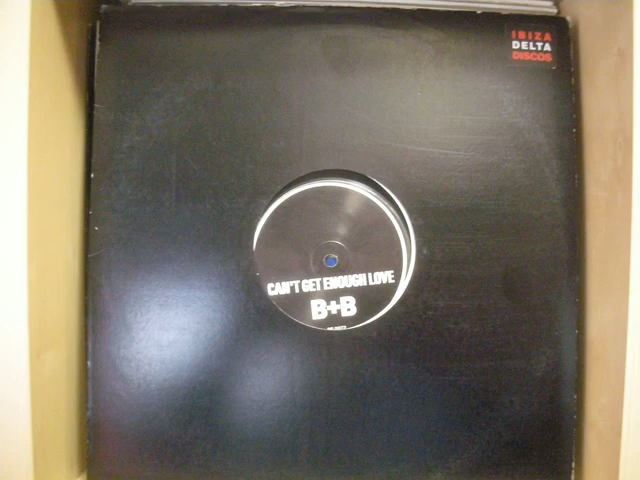 IBIZA
DELTA
DISCOS
CAN'T GET ENOUGH LOVE
B+B